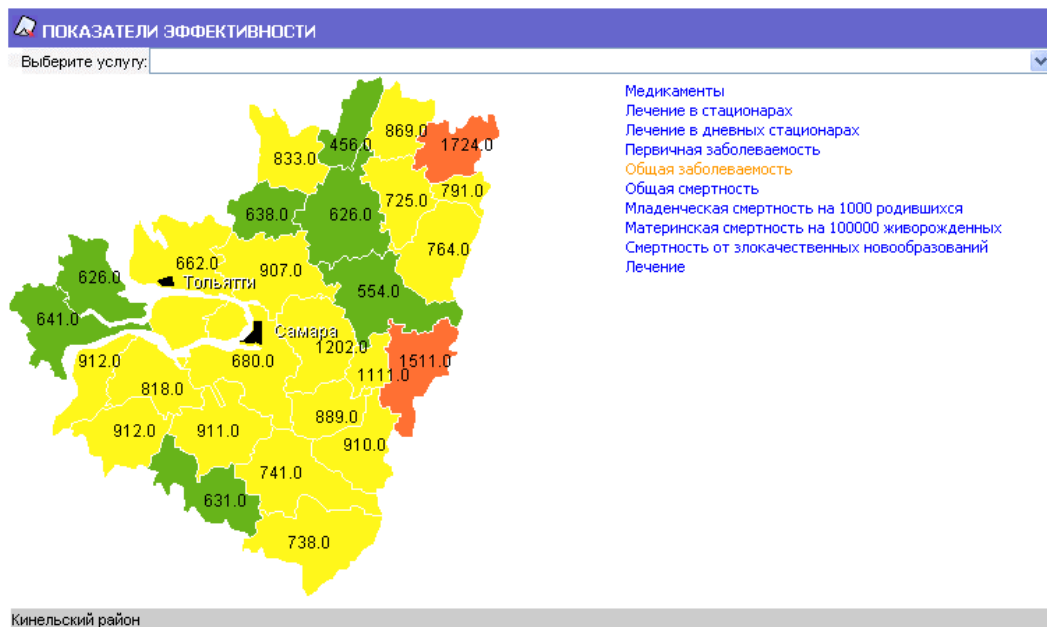 ПОКАЗАТЕЛИ ЭФФЕКТИВНОСТИ
Выберите услугу:
Медикаменты
Лечение в стационарах
Лечение в дневных стационарах
Первичная заболеваемость
Общая заболеваемость
Общая смертность
Младенческая смертность на 1000 родившихся
Материнская смертность на 100000 живорожденных
Смертность от злокачественных новообразований
Лечение
869.0
456.0
1724.0
833.0
791.0
725.0
638.0
626.0
764.0
662.0
907.0
626.0
Тольятти
554.0
641.0
Самара
1202.0
912.0
680.0
1511.0
1111.0
818.0
889.0
912.0
911.0
910.0
741.0
631.0
738.0
Кинельский район